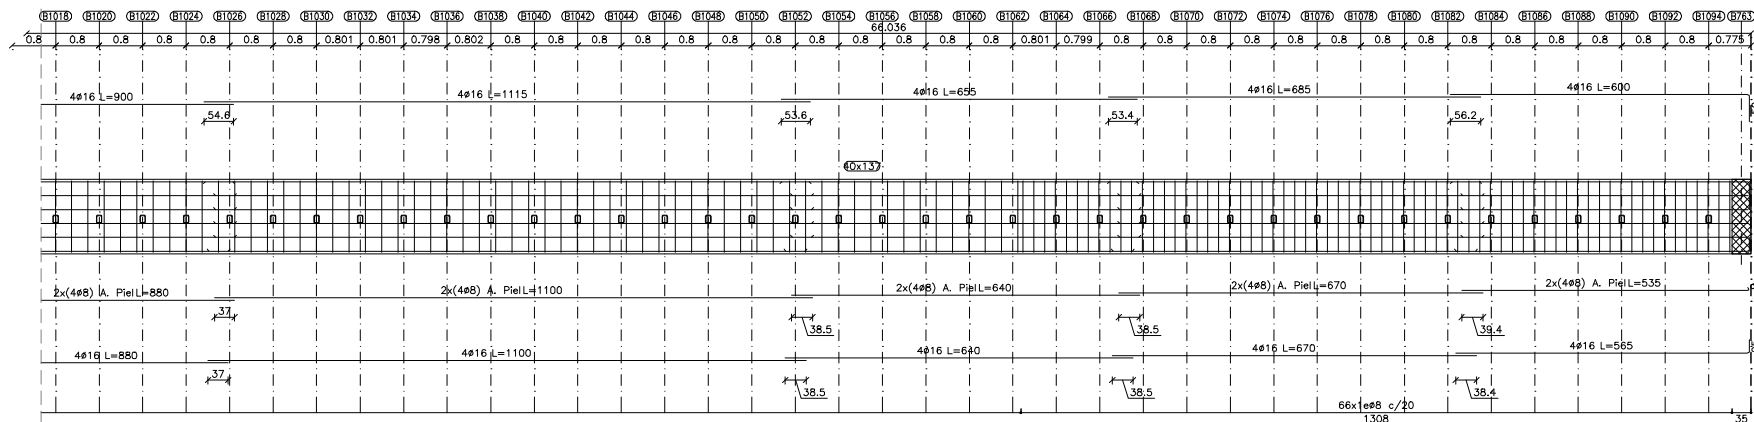 B1018 B1020 B1022 B1024 B1026 B1028 B1030 B1032 B1034 B1036 B1038 B1040 B1042 B1044 B1046 B1048 B1050 B1052 B1054 B1056 B1058 B1060 B1062 B1064 B1066 B1068 B1070 B1072 B1074 B1076 B1078 B1080 B1082 B1084 B1086 B1088 B1090 B1092 B1094 B763
66.036
0.8 0.8 0.8 0.8 0.8 0.8 0.8 0.801 0.801 0.798 0.802 0.8 0.8 0.8 0.8 0.8 0.8 0.8 0.8 0.8 0.8 0.8 0.8 0.801 0.799 0.8 0.8 0.8 0.8 0.8 0.8 0.8 0.8 0.8 0.8 0.8 0.8 0.8 0.8 0.775
4ø16 L=900 4ø16 L=1115 4ø16 L=655 4ø16 L=685 4ø16 L=600
54.6 53.6 53.4 56.2
40x137
2x(4ø8) A. Piel L=880 2x(4ø8) A. Piel L=1100 2x(4ø8) A. Piel L=640 2x(4ø8) A. Piel L=670 2x(4ø8) A. Piel L=535
37 38.5 38.5 39.4
4ø16 L=880 4ø16 L=1100 4ø16 L=640 4ø16 L=670 4ø16 L=565
37 38.5 38.5 38.4
66x1eø8 c/20
1308 35